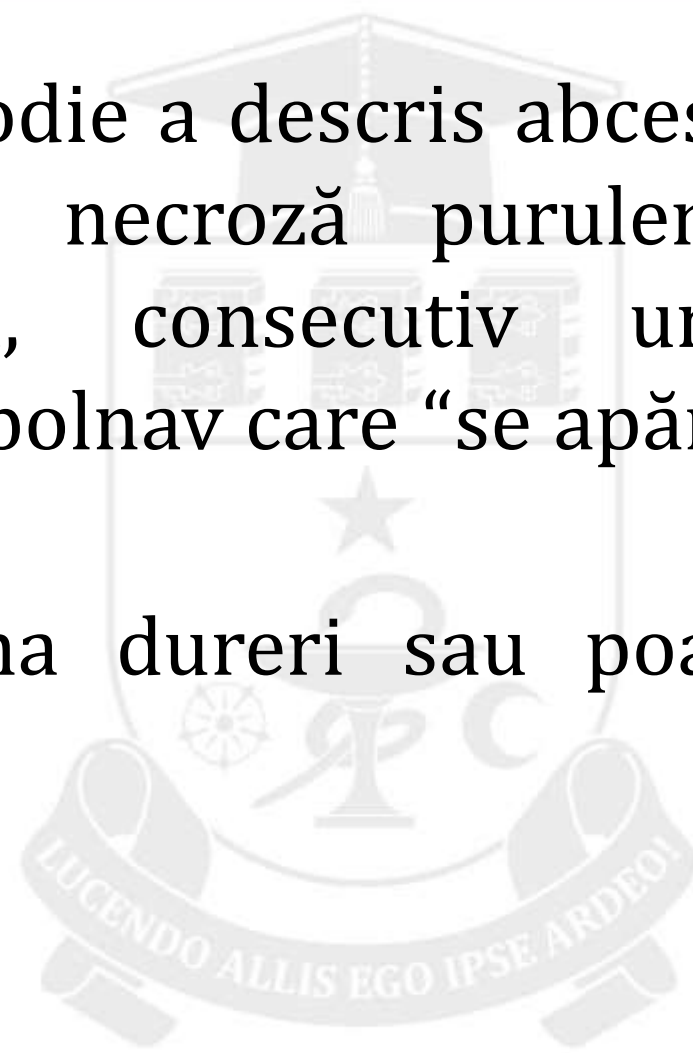 odie a descris abces
necroză purulen
, consecutiv un
bolnav care “se apăr
na dureri sau poa
LUCENDO ALLIS EGO IPSE ARDEO!